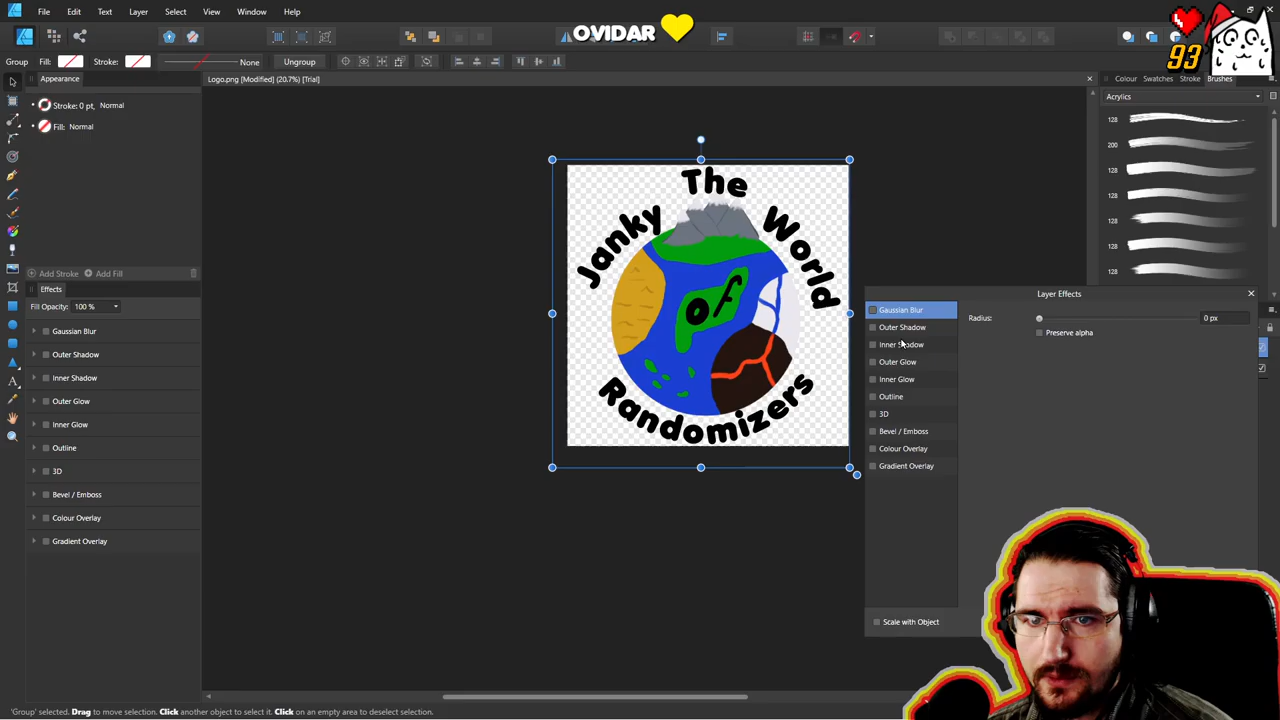 File Edit Text Layer Select View Window Help
OVIDAR
93
Group Fill: Stroke: None Ungroup
Appearance
Logo.png [Modified] (20.7%) [Trial]
Colour Swatches Stroke Brushes
Stroke: 0 pt, Normal
Fill: Normal
Acrylics
128
200
128
128
128
128
128
Add Stroke Add Fill
Effects
Fill Opacity: 100 %
Gaussian Blur
Outer Shadow
Inner Shadow
Outer Glow
Inner Glow
Outline
3D
Bevel / Emboss
Colour Overlay
Gradient Overlay
The
Janky
World
of
Randomizers
Layer Effects
Gaussian Blur
Outer Shadow
Inner Shadow
Outer Glow
Inner Glow
Outline
3D
Bevel / Emboss
Colour Overlay
Gradient Overlay
Radius: 0 px
Preserve alpha
Scale with Object
'Group' selected. Drag to move selection. Click another object to select it. Click on an empty area to deselect selection.